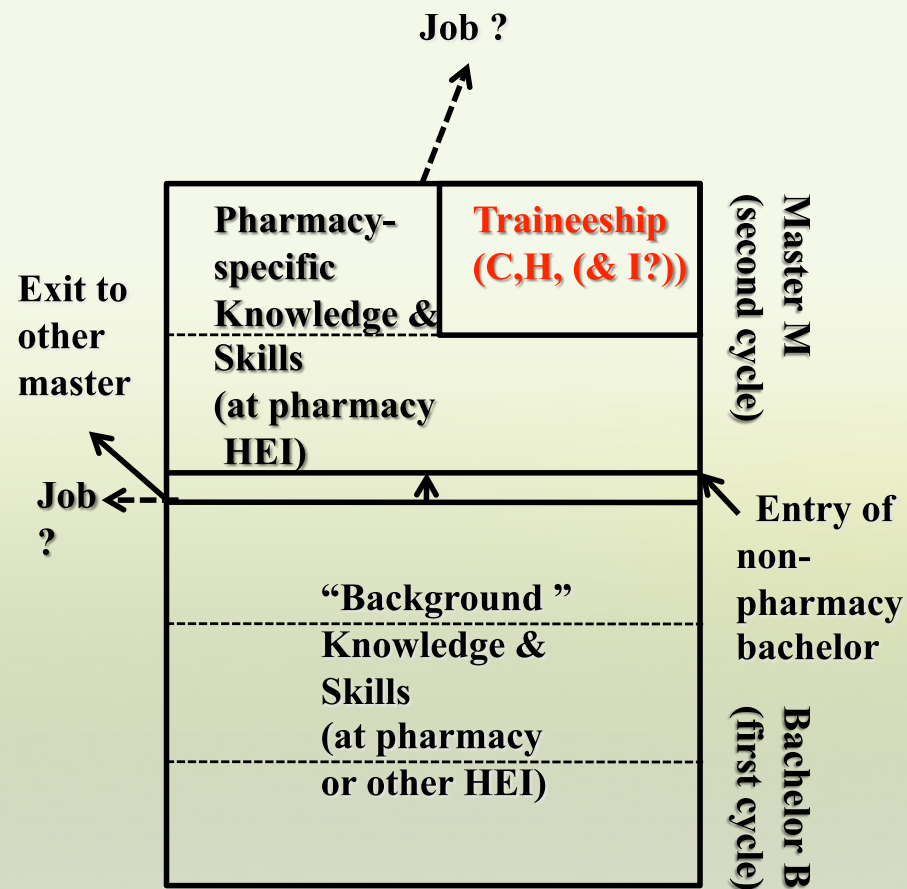 Job ?
Pharmacy-
specific
Knowledge &
Skills
(at pharmacy
HEI)
Traineeship
(C,H, (& I?))
Master M
(second cycle)
Exit to
other
master
Job
?
Entry of
non-
pharmacy
bachelor
“Background ”
Knowledge &
Skills
(at pharmacy
or other HEI)
Bachelor B
(first cycle)